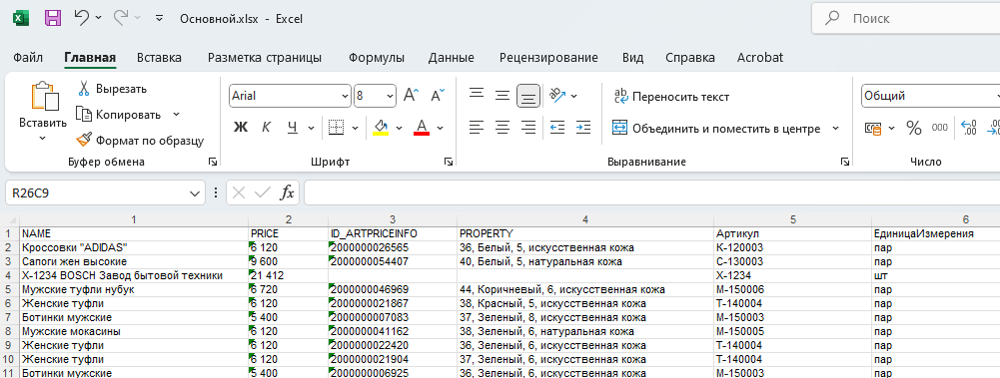 Основной.xlsx - Excel
Поиск
Файл Главная Вставка Разметка страницы Формулы Данные Рецензирование Вид Справка Acrobat
Вставить
Вырезать
Копировать
Формат по образцу
Буфер обмена
Arial 8
Ж К Ч
Шрифт
Переносить текст
Объединить и поместить в центре
Выравнивание
Общий
% 000
Число
R26C9 fx
1 2 3 4 5 6
1 NAME PRICE ID_ARTPRICEINFO PROPERTY Артикул ЕдиницаИзмерения
2 Кроссовки "ADIDAS" 6 120 2000000026565 36, Белый, 5, искусственная кожа К-120003 пар
3 Сапоги жен высокие 9 600 2000000054407 40, Белый, 5, натуральная кожа С-130003 пар
4 X-1234 BOSCH Завод бытовой техники 21 412 X-1234 шт
5 Мужские туфли нубук 6 720 2000000046969 44, Коричневый, 6, искусственная кожа М-150006 пар
6 Женские туфли 6 120 2000000021867 38, Красный, 5, искусственная кожа Т-140004 пар
7 Ботинки мужские 5 400 2000000007083 37, Зеленый, 8, искусственная кожа М-150003 пар
8 Мужские мокасины 6 120 2000000041162 38, Зеленый, 6, натуральная кожа М-150005 пар
9 Женские туфли 6 120 2000000022420 36, Зеленый, 6, искусственная кожа Т-140004 пар
10 Женские туфли 6 120 2000000021904 37, Зеленый, 6, искусственная кожа Т-140004 пар
11 Ботинки мужские 5 400 2000000006925 36, Зеленый, 6, искусственная кожа М-150003 пар